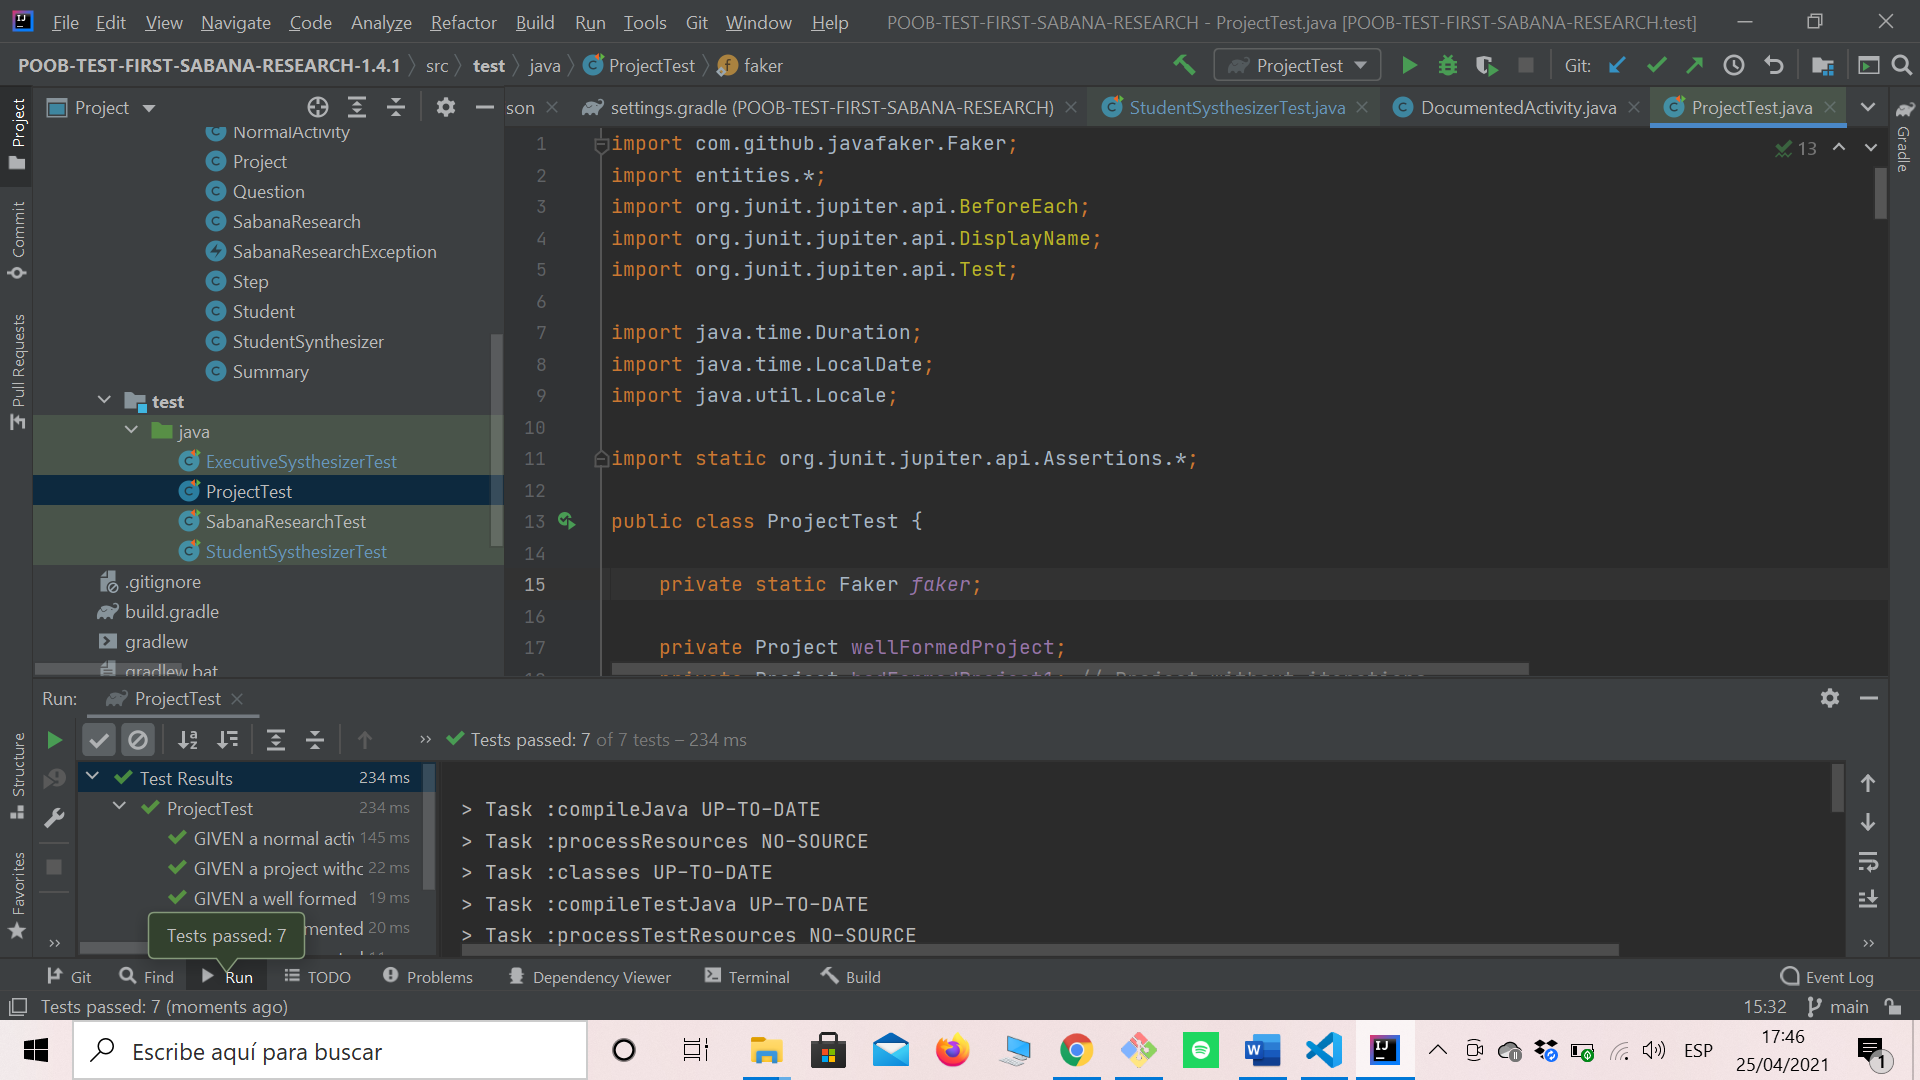 File Edit View Navigate Code Analyze Refactor Build Run Tools Git Window Help POOB-TEST-FIRST-SABANA-RESEARCH - ProjectTest.java [POOB-TEST-FIRST-SABANA-RESEARCH.test]
POOB-TEST-FIRST-SABANA-RESEARCH-1.4.1 src test java ProjectTest faker ProjectTest Git:
Project son settings.gradle (POOB-TEST-FIRST-SABANA-RESEARCH) StudentSysthesizerTest.java DocumentedActivity.java ProjectTest.java
Project
Commit
Pull Requests
Structure
Favorites
Gradle
NormalActivity
Project
Question
SabanaResearch
SabanaResearchException
Step
Student
StudentSynthesizer
Summary
test
java
ExecutiveSysthesizerTest
ProjectTest
SabanaResearchTest
StudentSysthesizerTest
.gitignore
build.gradle
gradlew
gradlew.bat
13
1 import com.github.javafaker.Faker;
2 import entities.*;
3 import org.junit.jupiter.api.BeforeEach;
4 import org.junit.jupiter.api.DisplayName;
5 import org.junit.jupiter.api.Test;
6
7 import java.time.Duration;
8 import java.time.LocalDate;
9 import java.util.Locale;
10
11 import static org.junit.jupiter.api.Assertions.*;
12
13 public class ProjectTest {
14
15 private static Faker faker;
16
17 private Project wellFormedProject;
private Project badFormedProject1; // Project without iterations
Run: ProjectTest
Tests passed: 7 of 7 tests – 234 ms
Test Results 234 ms
ProjectTest 234 ms
GIVEN a normal activ 145 ms
GIVEN a project witho 22 ms
GIVEN a well formed 19 ms
mented 20 ms
Tests passed: 7
> Task :compileJava UP-TO-DATE
> Task :processResources NO-SOURCE
> Task :classes UP-TO-DATE
> Task :compileTestJava UP-TO-DATE
> Task :processTestResources NO-SOURCE
Git Find Run TODO Problems Dependency Viewer Terminal Build Event Log
Tests passed: 7 (moments ago) 15:32 main
Escribe aquí para buscar
ESP
17:46
25/04/2021
1